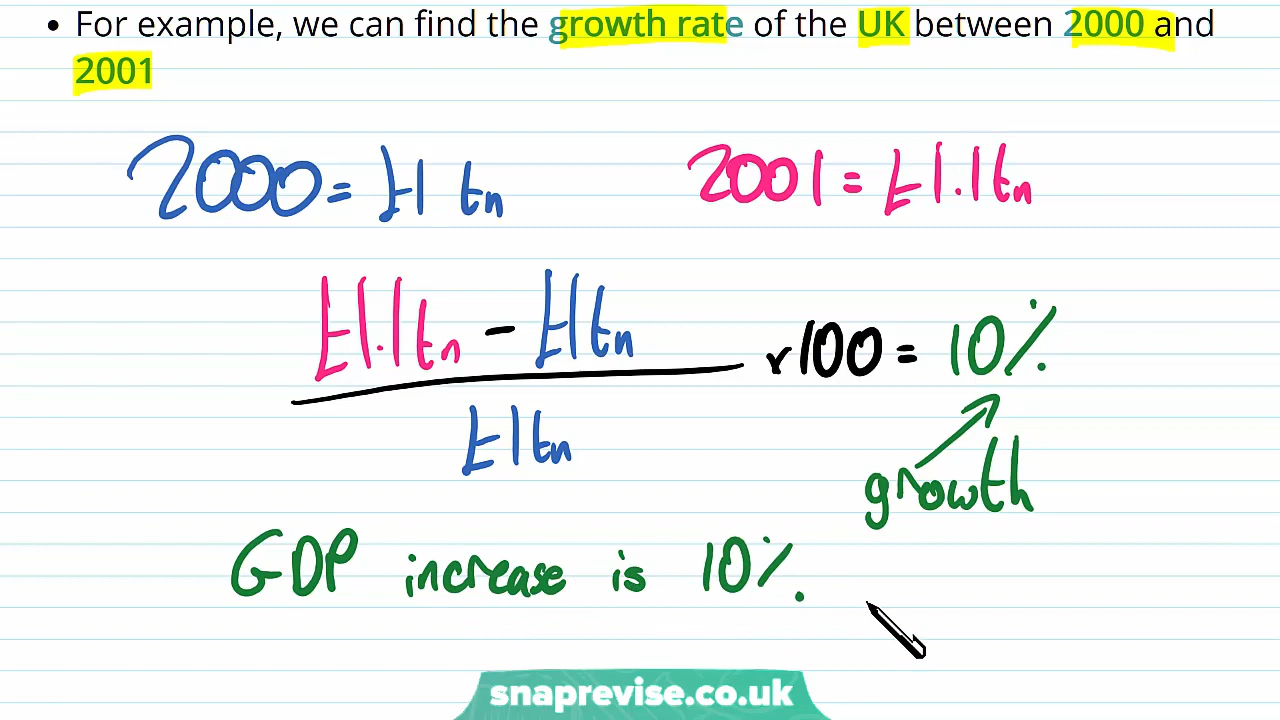 • For example, we can find the growth rate of the UK between 2000 and
2001
2000 = £1 tn 2001 = £1.1tn
£1.1tn - £1tn
x100 = 10%
£1tn
growth
GDP increase is 10%.
snaprevise.co.uk